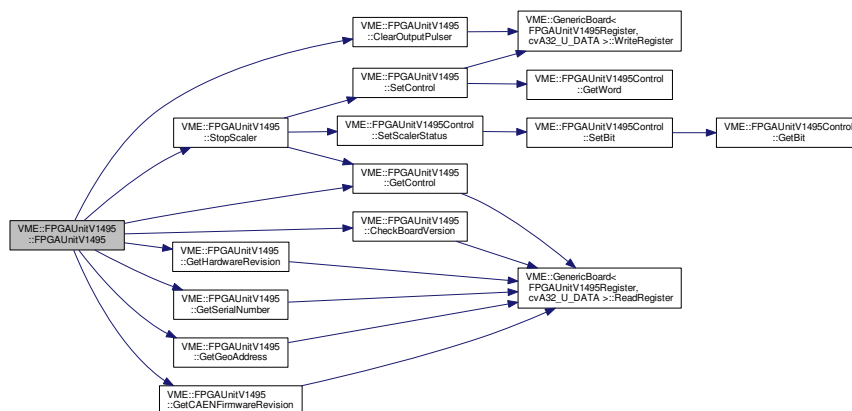 VME::FPGAUnitV1495
::FPGAUnitV1495
VME::FPGAUnitV1495
::ClearOutputPulser
VME::FPGAUnitV1495
::StopScaler
VME::FPGAUnitV1495
::SetControl
VME::GenericBoard<
FPGAUnitV1495Register,
cvA32_U_DATA >::WriteRegister
VME::FPGAUnitV1495Control
::GetWord
VME::FPGAUnitV1495Control
::SetScalerStatus
VME::FPGAUnitV1495Control
::SetBit
VME::FPGAUnitV1495Control
::GetBit
VME::FPGAUnitV1495
::GetControl
VME::FPGAUnitV1495
::CheckBoardVersion
VME::FPGAUnitV1495
::GetHardwareRevision
VME::FPGAUnitV1495
::GetSerialNumber
VME::GenericBoard<
FPGAUnitV1495Register,
cvA32_U_DATA >::ReadRegister
VME::FPGAUnitV1495
::GetGeoAddress
VME::FPGAUnitV1495
::GetCAENFirmwareRevision